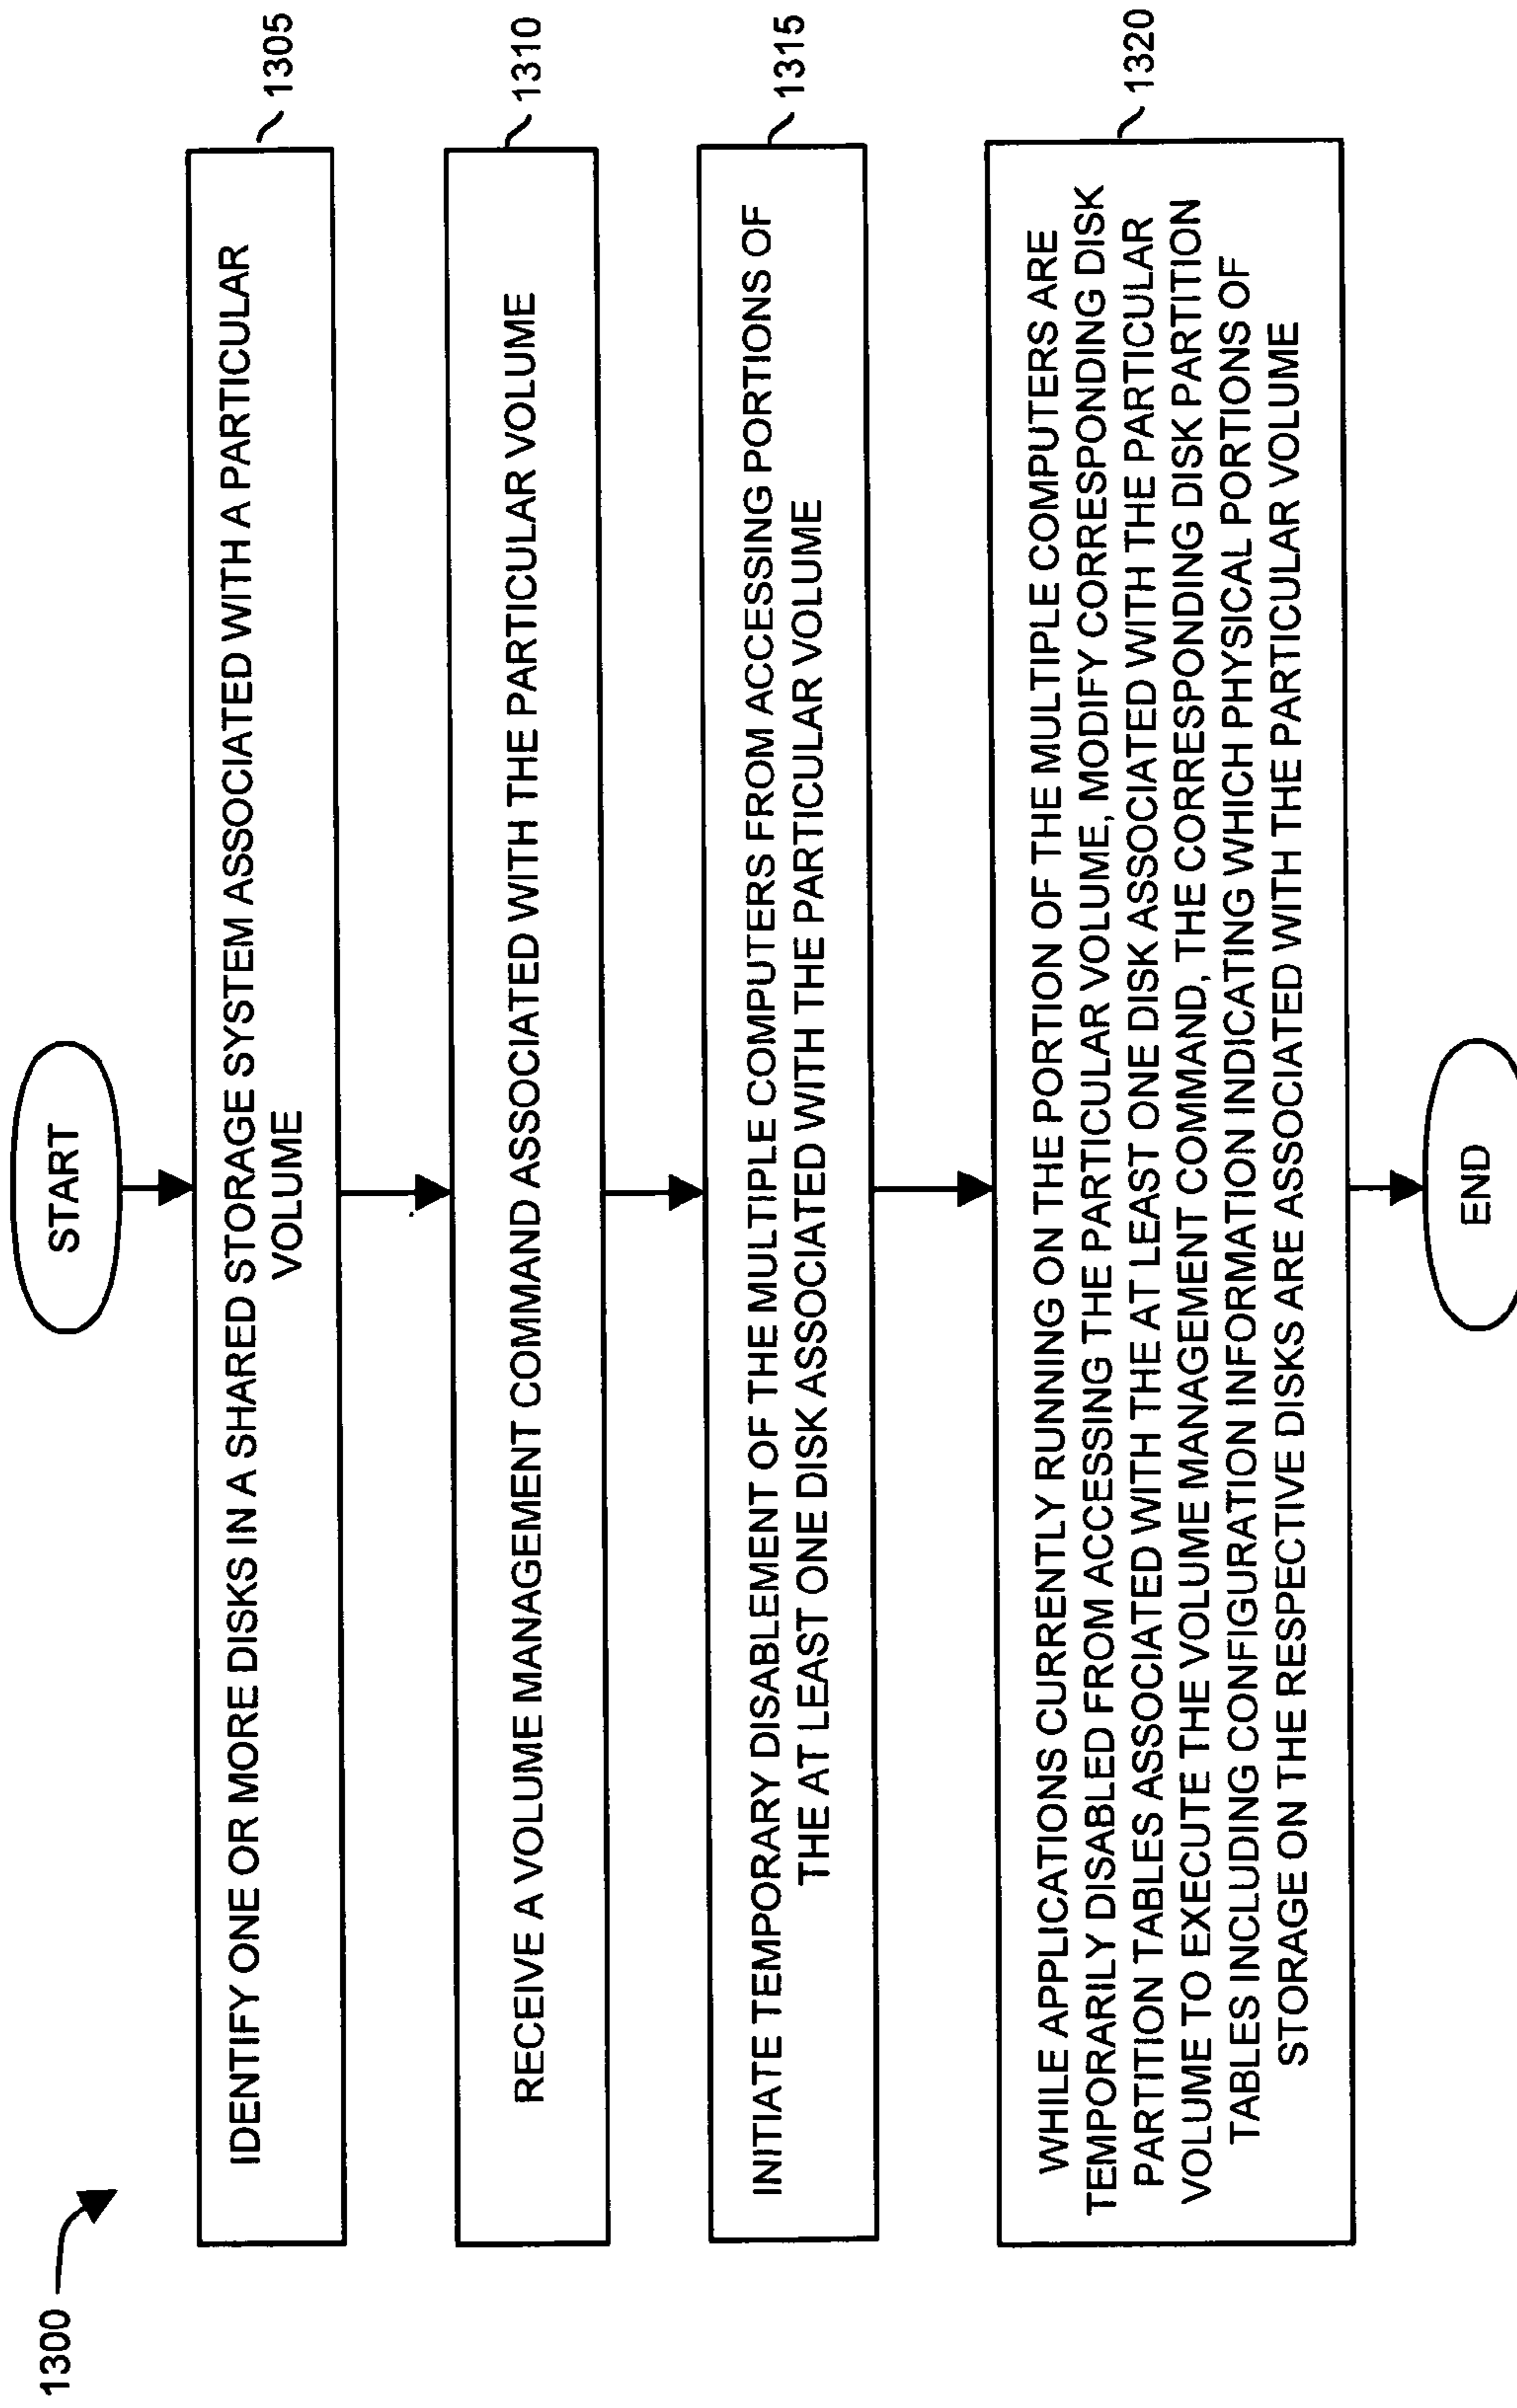 1300
START
IDENTIFY ONE OR MORE DISKS IN A SHARED STORAGE SYSTEM ASSOCIATED WITH A PARTICULAR
VOLUME
1305
RECEIVE A VOLUME MANAGEMENT COMMAND ASSOCIATED WITH THE PARTICULAR VOLUME
1310
INITIATE TEMPORARY DISABLEMENT OF THE MULTIPLE COMPUTERS FROM ACCESSING PORTIONS OF
THE AT LEAST ONE DISK ASSOCIATED WITH THE PARTICULAR VOLUME
1315
WHILE APPLICATIONS CURRENTLY RUNNING ON THE PORTION OF THE MULTIPLE COMPUTERS ARE
TEMPORARILY DISABLED FROM ACCESSING THE PARTICULAR VOLUME, MODIFY CORRESPONDING DISK
PARTITION TABLES ASSOCIATED WITH THE AT LEAST ONE DISK ASSOCIATED WITH THE PARTICULAR
VOLUME TO EXECUTE THE VOLUME MANAGEMENT COMMAND, THE CORRESPONDING DISK PARTITION
TABLES INCLUDING CONFIGURATION INFORMATION INDICATING WHICH PHYSICAL PORTIONS OF
STORAGE ON THE RESPECTIVE DISKS ARE ASSOCIATED WITH THE PARTICULAR VOLUME
1320
END